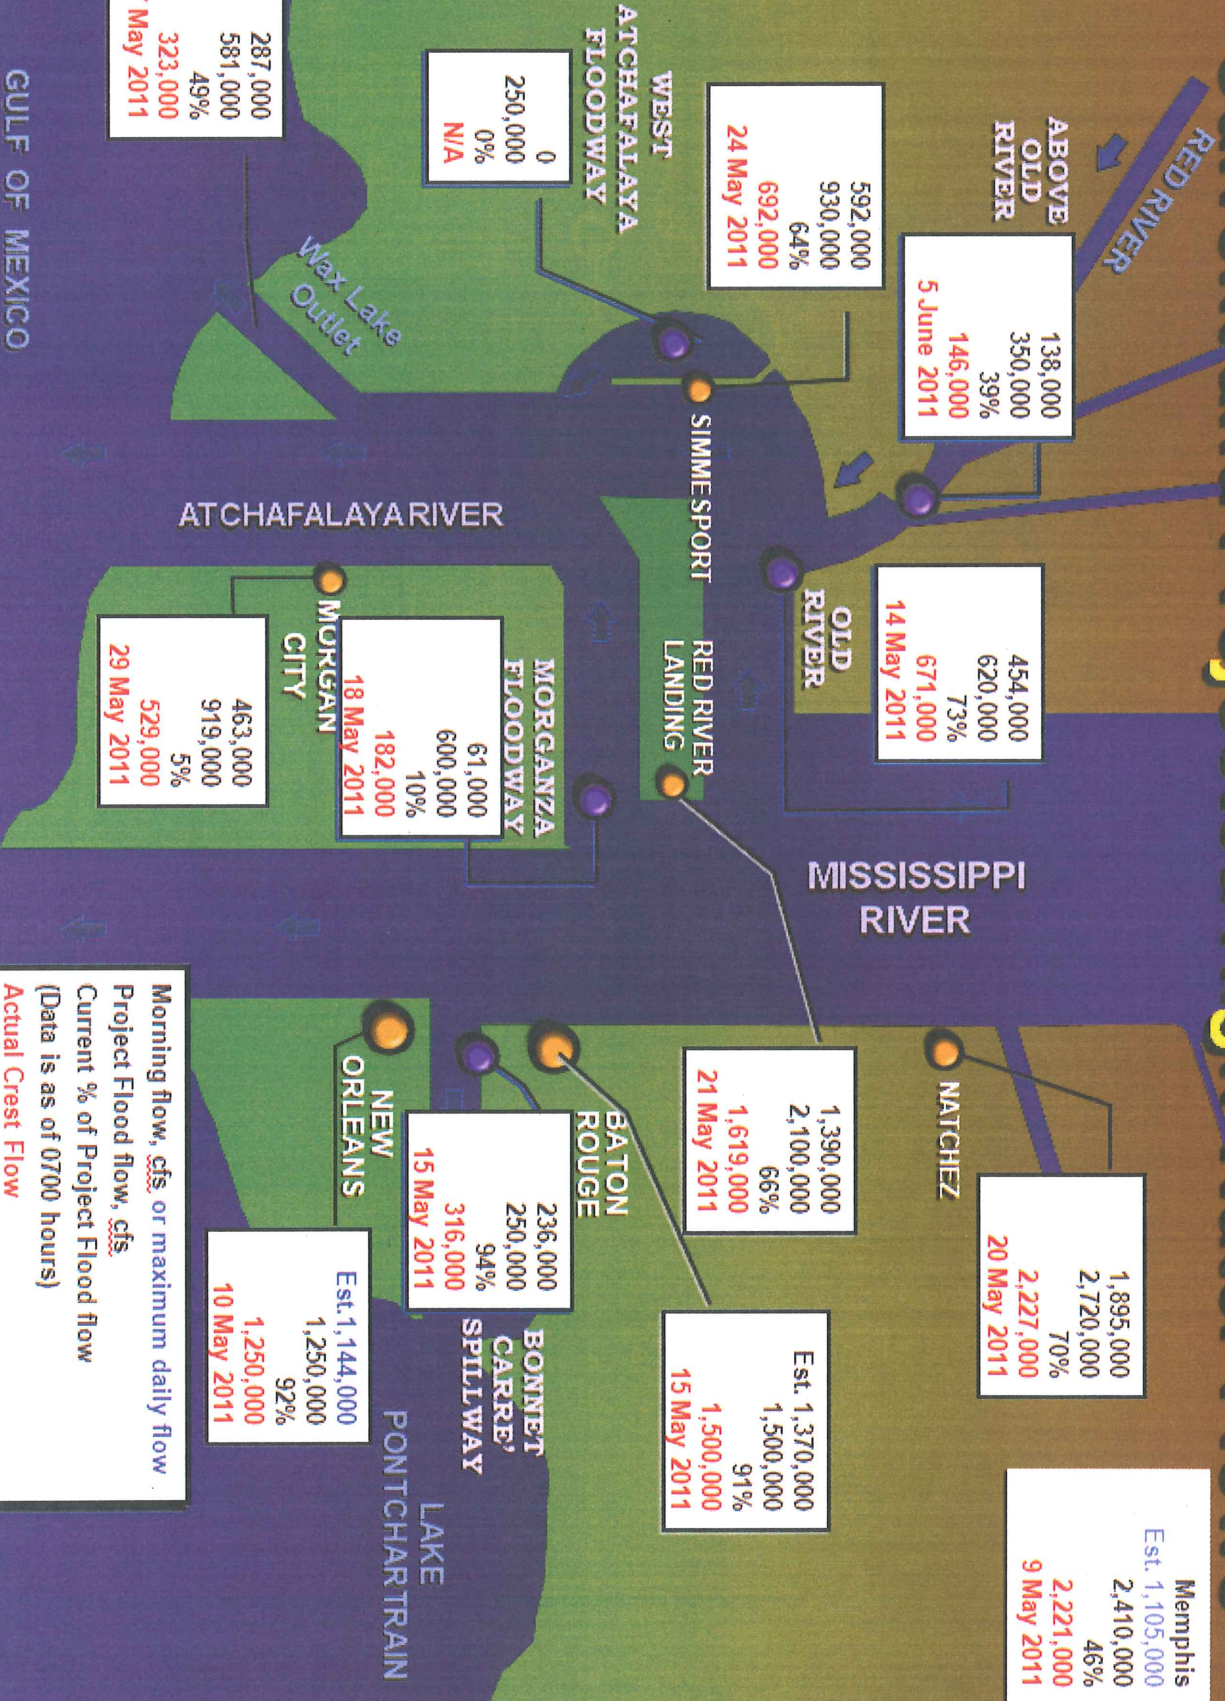 Memphis
Est. 1,105,000
2,410,000
46%
2,221,000
9 May 2011
RED RIVER
ABOVE
OLD
RIVER
138,000
350,000
39%
146,000
5 June 2011
454,000
620,000
73%
671,000
14 May 2011
OLD
RIVER
MISSISSIPPI
RIVER
NATCHEZ
1,895,000
2,720,000
70%
2,227,000
20 May 2011
592,000
930,000
64%
692,000
24 May 2011
SIMMESPORT
RED RIVER
LANDING
1,390,000
2,100,000
66%
1,619,000
21 May 2011
Est. 1,370,000
1,500,000
91%
1,500,000
15 May 2011
WEST
ATCHAFALAYA
FLOODWAY
0
250,000
0%
N/A
MORGANZA
FLOODWAY
61,000
600,000
10%
182,000
18 May 2011
BATON
ROUGE
236,000
250,000
94%
316,000
15 May 2011
BONNET
CARRE'
SPILLWAY
ATCHAFALAYA RIVER
Wax Lake
Outlet
MORGAN
CITY
463,000
919,000
5%
529,000
29 May 2011
NEW
ORLEANS
Est.1,144,000
1,250,000
92%
1,250,000
10 May 2011
LAKE
PONTCHARTRAIN
287,000
581,000
49%
323,000
May 2011
GULF OF MEXICO
Morning flow, cfs or maximum daily flow
Project Flood flow, cfs
Current % of Project Flood flow
(Data is as of 0700 hours)
Actual Crest Flow